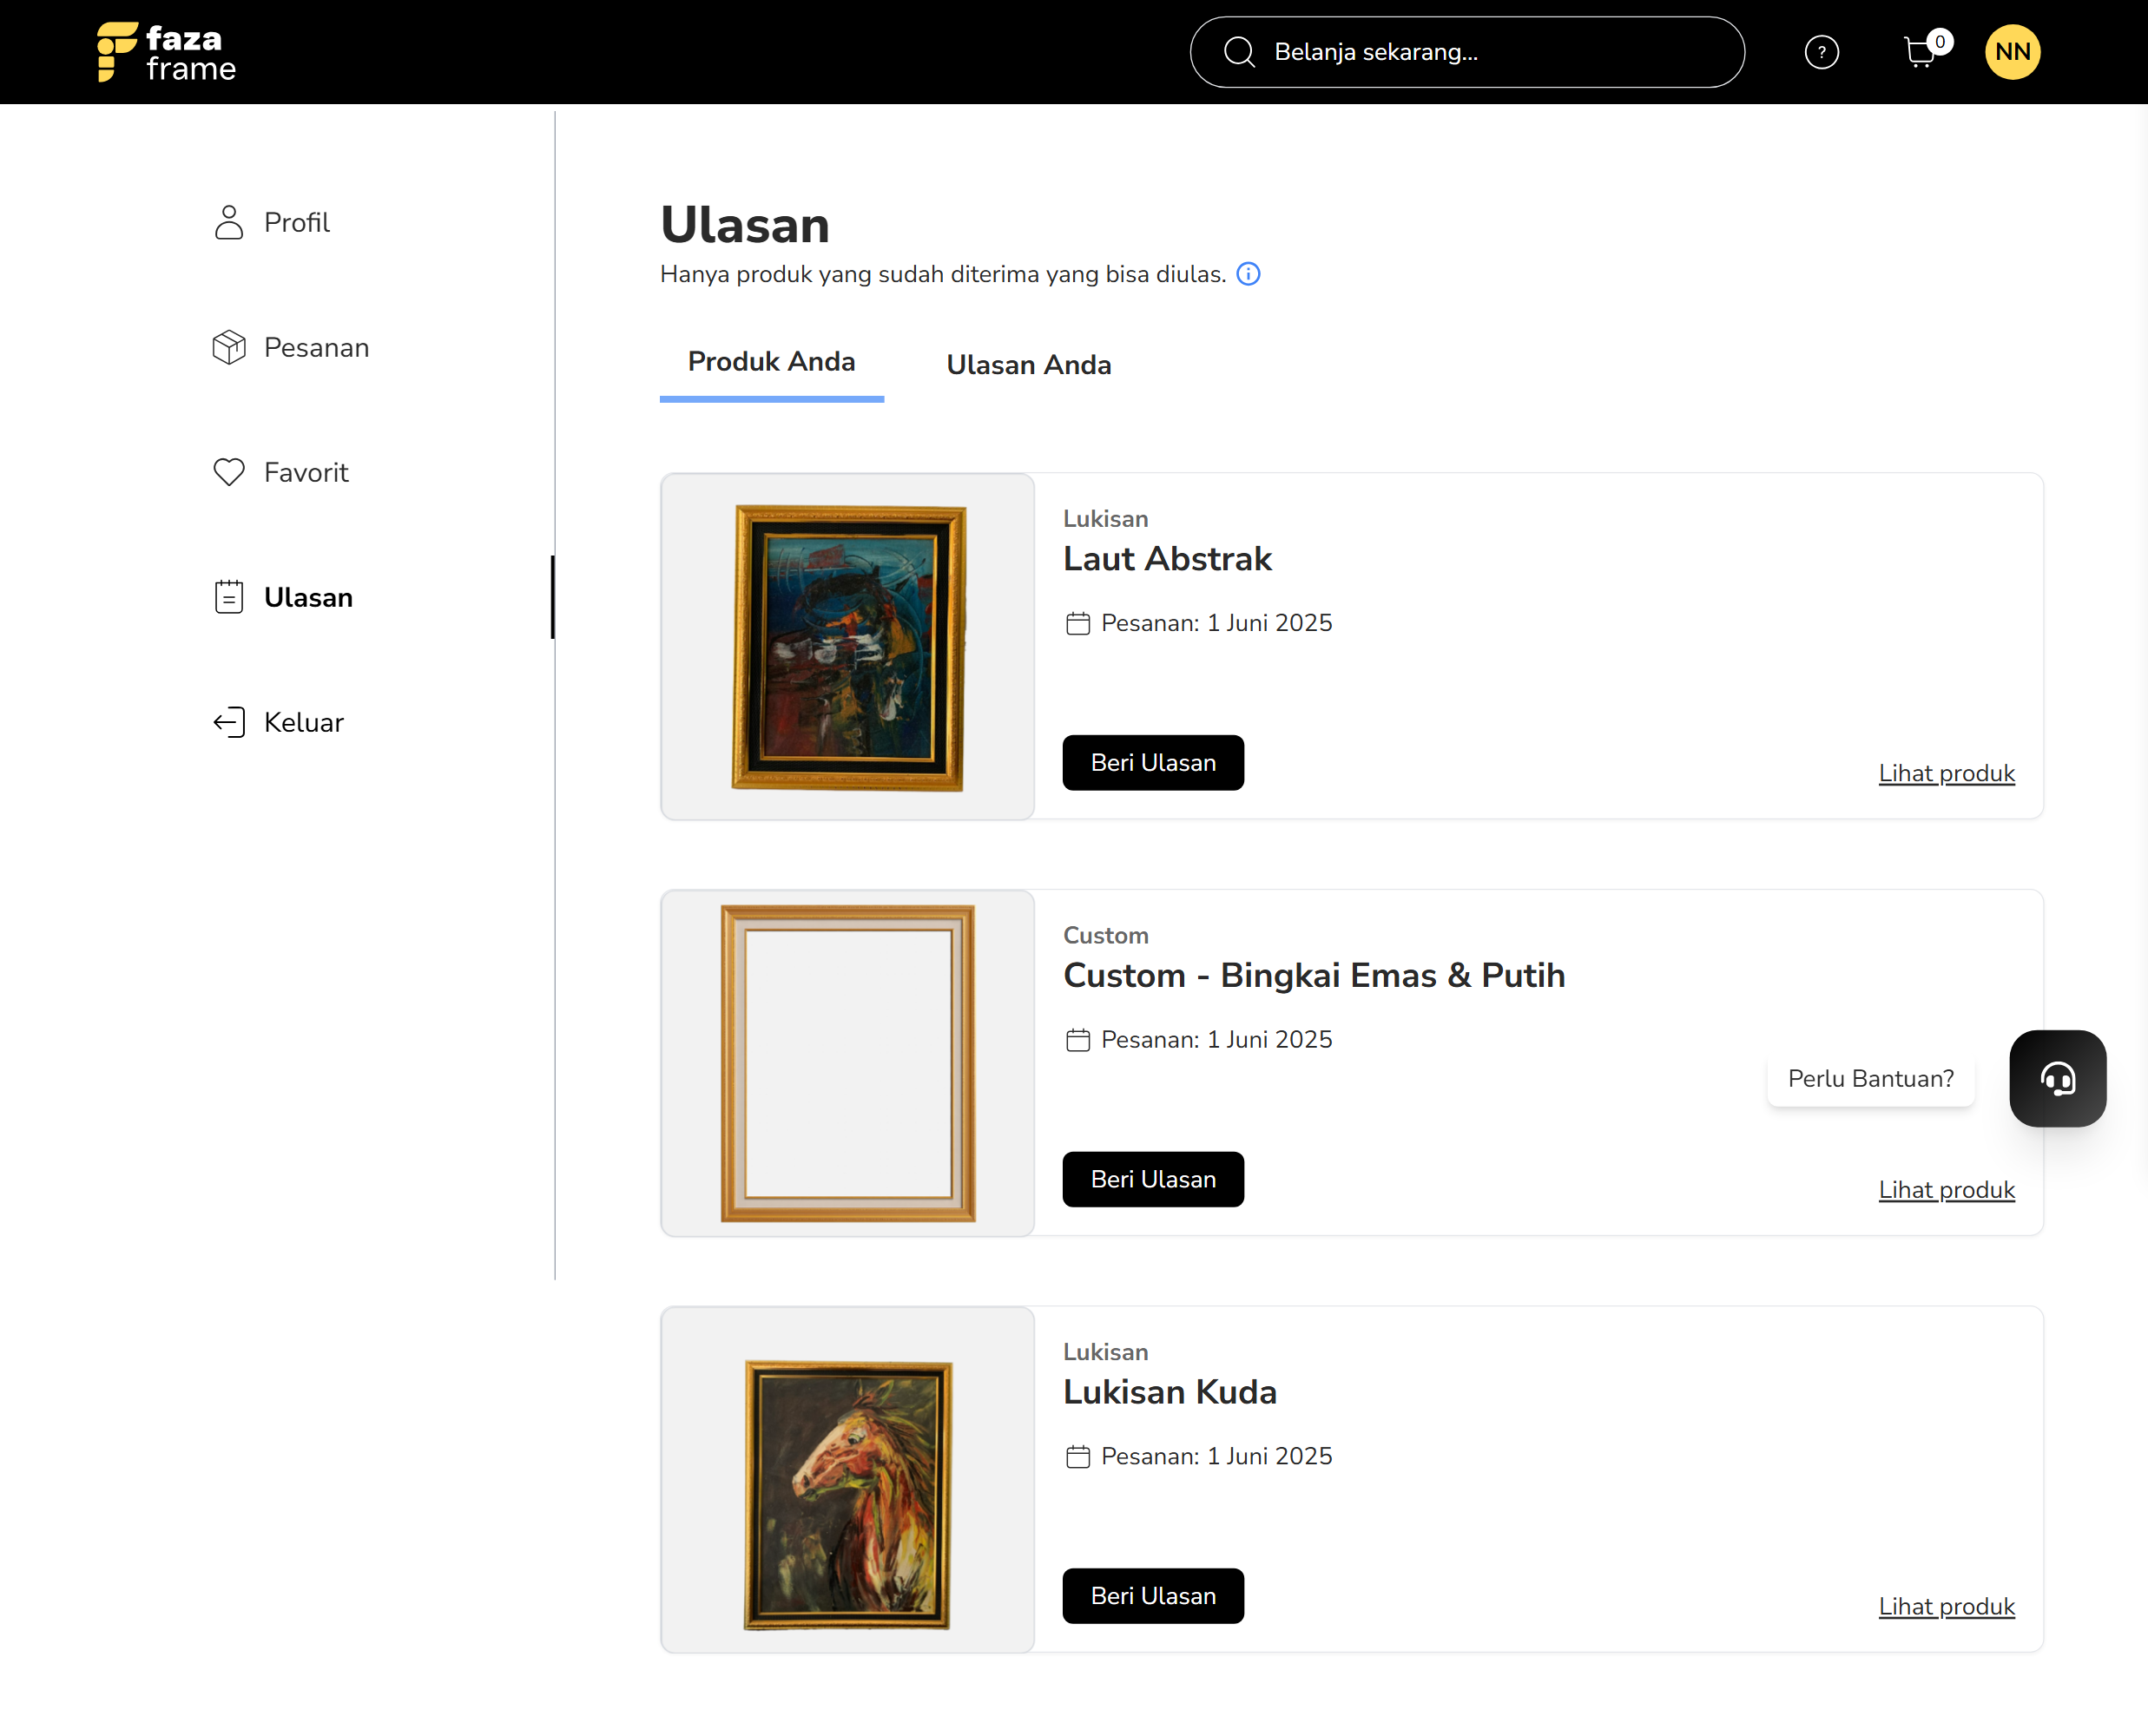 faza
frame
Belanja sekarang...
?
0
NN
Profil
Pesanan
Favorit
Ulasan
Keluar
Ulasan
Hanya produk yang sudah diterima yang bisa diulas.
Produk Anda
Ulasan Anda
Lukisan
Laut Abstrak
Pesanan: 1 Juni 2025
Beri Ulasan
Lihat produk
Custom
Custom - Bingkai Emas & Putih
Pesanan: 1 Juni 2025
Perlu Bantuan?
Beri Ulasan
Lihat produk
Lukisan
Lukisan Kuda
Pesanan: 1 Juni 2025
Beri Ulasan
Lihat produk